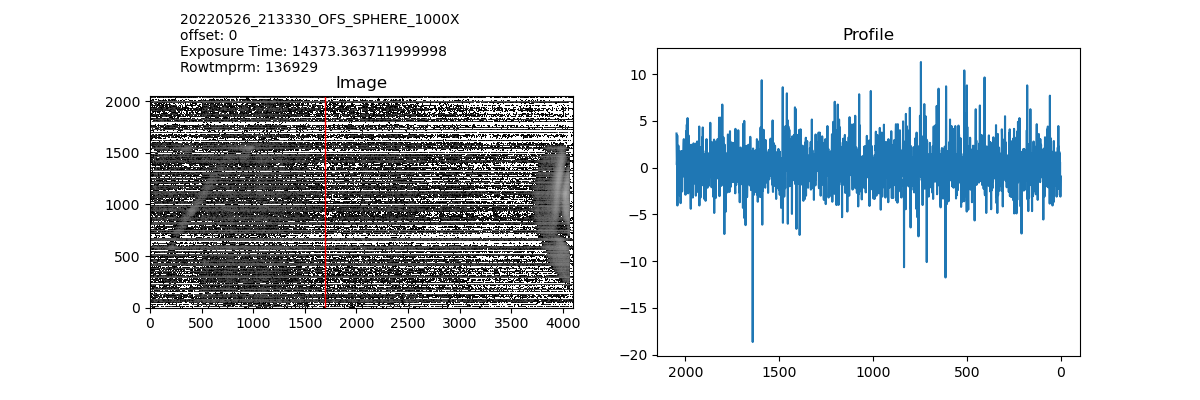 20220526_213330_OFS_SPHERE_1000X
offset: 0
Exposure Time: 14373.363711999998
Rowtmprm: 136929
Image
2000
1500
1000
500
0
0 500 1000 1500 2000 2500 3000 3500 4000
Profile
10
5
0
−5
−10
−15
−20
2000 1500 1000 500 0